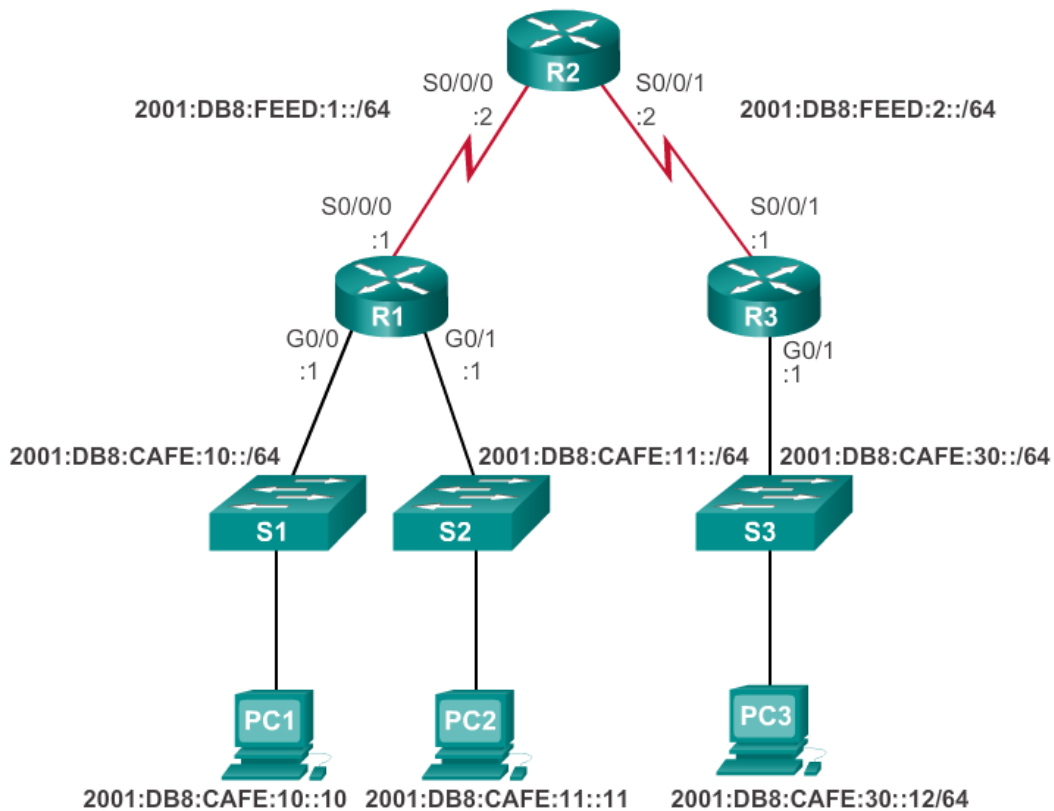 R2
S0/0/0
S0/0/1
2001:DB8:FEED:1::/64
:2
:2
2001:DB8:FEED:2::/64
S0/0/0
S0/0/1
:1
:1
R1
R3
G0/0
G0/1
G0/1
:1
:1
:1
2001:DB8:CAFE:10::/64
2001:DB8:CAFE:11::/64
2001:DB8:CAFE:30::/64
S1
S2
S3
PC1
PC2
PC3
2001:DB8:CAFE:10::10
2001:DB8:CAFE:11::11
2001:DB8:CAFE:30::12/64